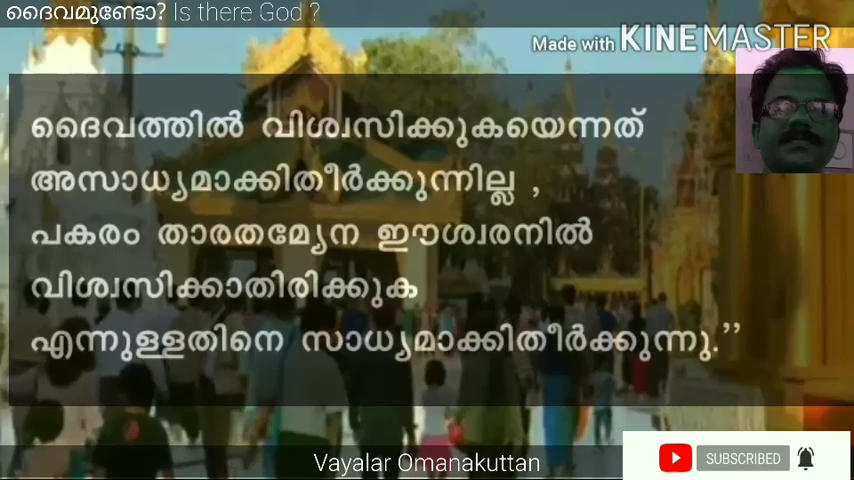 ദൈവമുണ്ടോ? Is there God ?
Made with KINEMASTER
ദൈവത്തിൽ വിശ്വസിക്കുകയെന്നത്
അസാധ്യമാക്കിതീർക്കുന്നില്ല ,
പകരം താരതമ്യേന ഈശ്വരനിൽ
വിശ്വസിക്കാതിരിക്കുക
എന്നുള്ളതിനെ സാധ്യമാക്കിതീർക്കുന്നു.’’
Vayalar Omanakuttan
SUBSCRIBED